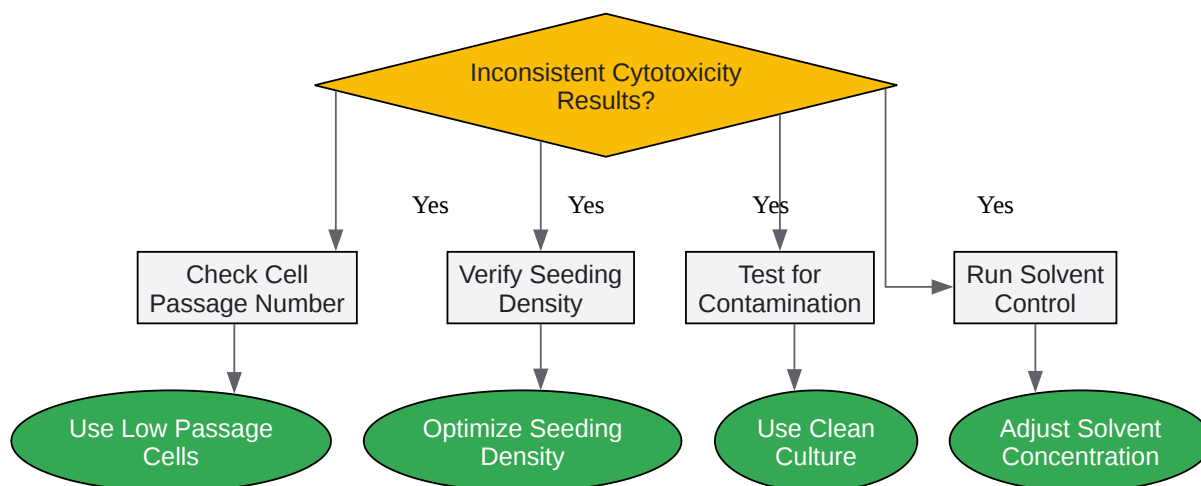 Inconsistent Cytotoxicity
Results?
Yes
Yes
Yes
Yes
Check Cell
Passage Number
Verify Seeding
Density
Test for
Contamination
Run Solvent
Control
Use Low Passage
Cells
Optimize Seeding
Density
Use Clean
Culture
Adjust Solvent
Concentration